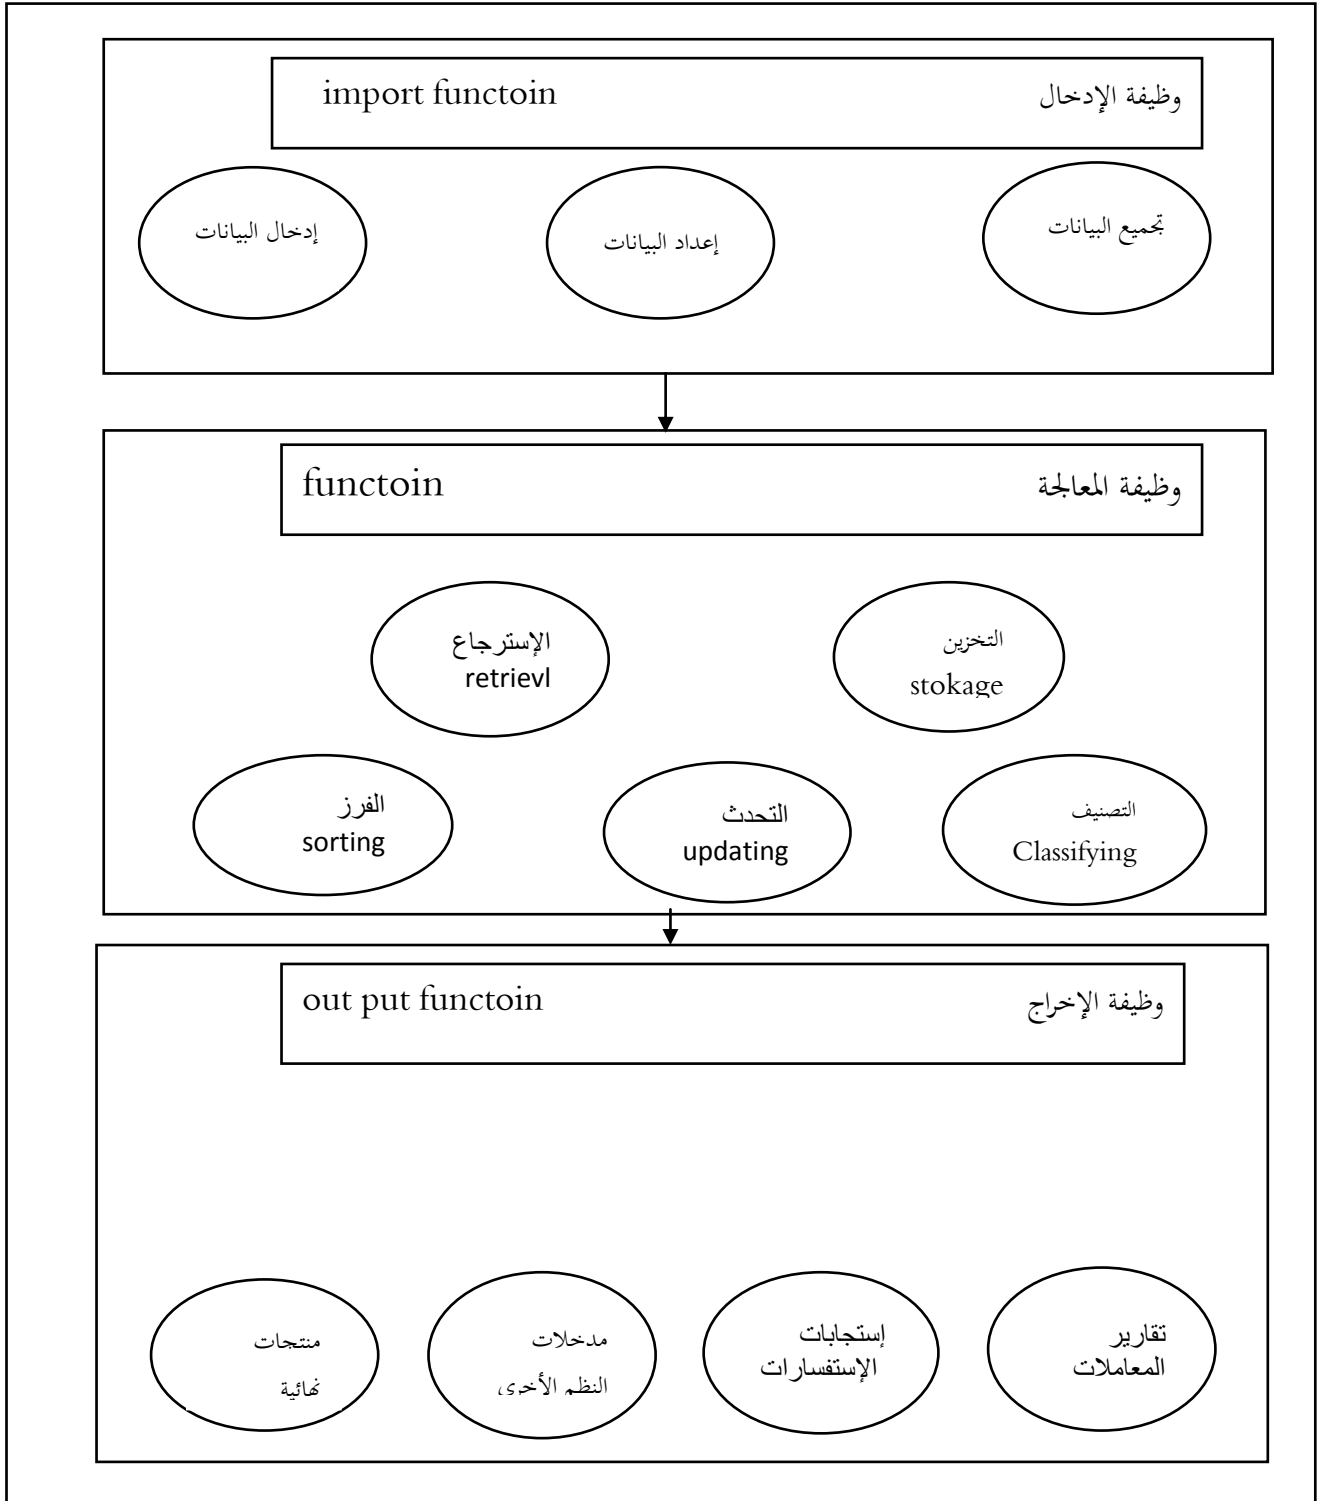 وظيفة الإدخال import functoin
تجميع البيانات
إعداد البيانات
إدخال البيانات
وظيفة المعالجة functoin
التخزين
stokage
الإسترجاع
retrievl
التصنيف
Classifying
التحدث
updating
الفرز
sorting
وظيفة الإخراج out put functoin
تقارير
المعاملات
إستجابات
الإستفسارات
مدخلات
النظم الأخرى
منتجات
نهائية